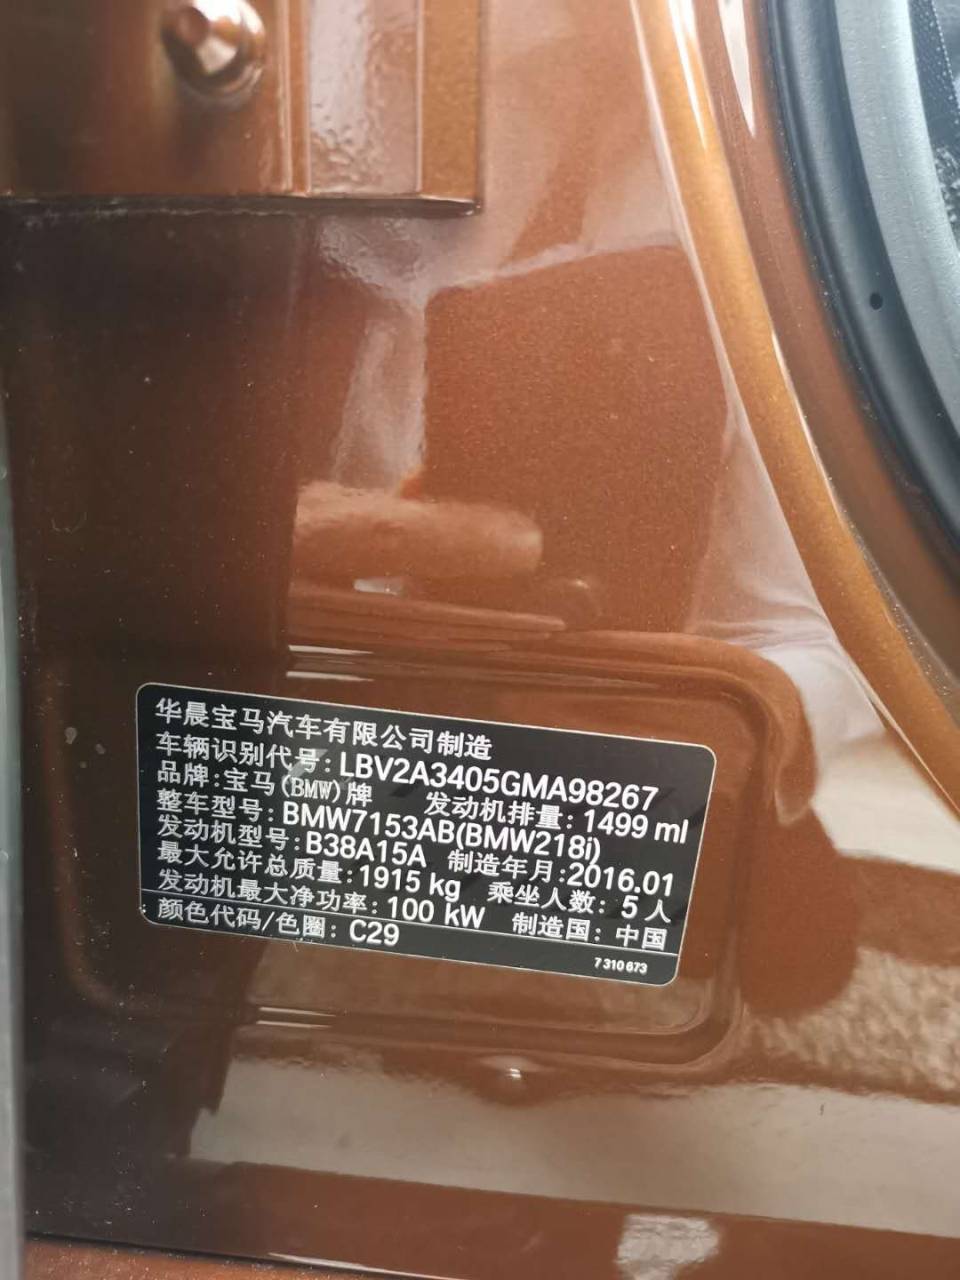 华晨宝马汽车有限公司制造
车辆识别代号: LBV2A3405GMA98267
品牌: 宝马(BMW)牌 发动机排量: 1499 ml
整车型号: BMW7153AB(BMW218i)
发动机型号: B38A15A 制造年月: 2016.01
最大允许总质量: 1915 kg 乘坐人数: 5 人
发动机最大净功率: 100 kW 制造国: 中国
颜色代码/色圈: C29
7 310 673